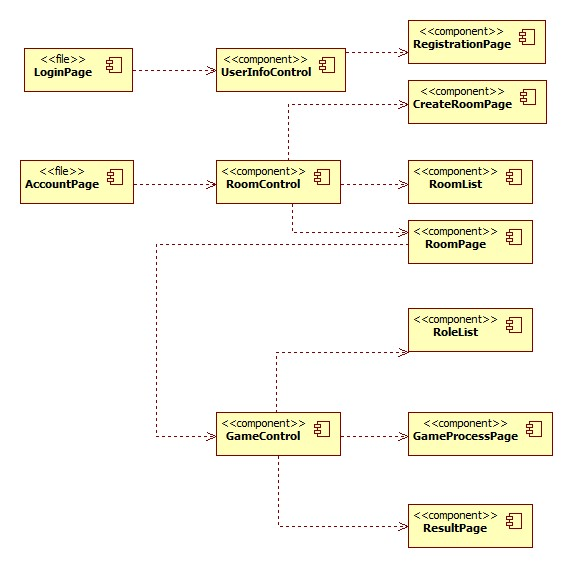 <<component>>
RegistrationPage
<<file>>
LoginPage
<<component>>
UserInfoControl
<<component>>
CreateRoomPage
<<file>>
AccountPage
<<component>>
RoomControl
<<component>>
RoomList
<<component>>
RoomPage
<<component>>
RoleList
<<component>>
GameControl
<<component>>
GameProcessPage
<<component>>
ResultPage